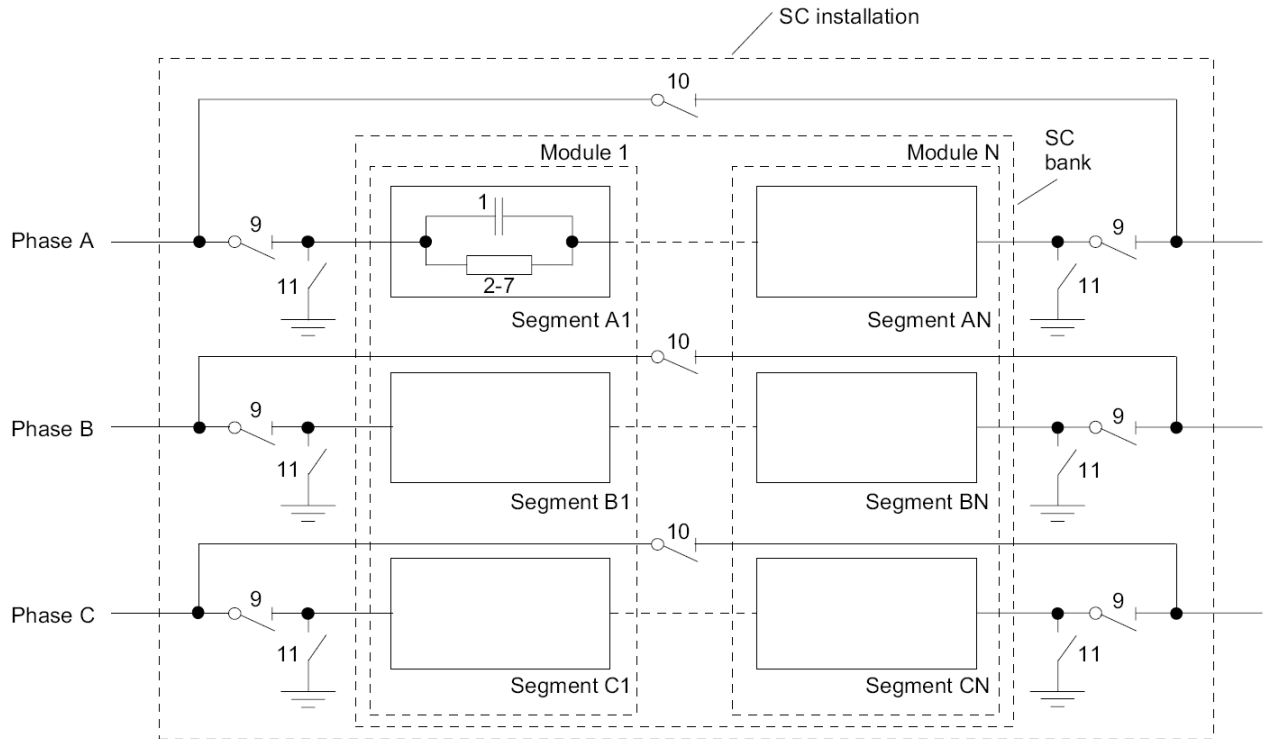 SC installation
10
SC
bank
Module 1
Module N
1
9
9
Phase A
11
2-7
11
Segment A1
Segment AN
10
9
9
Phase B
11
11
Segment B1
Segment BN
10
9
9
Phase C
11
11
Segment C1
Segment CN